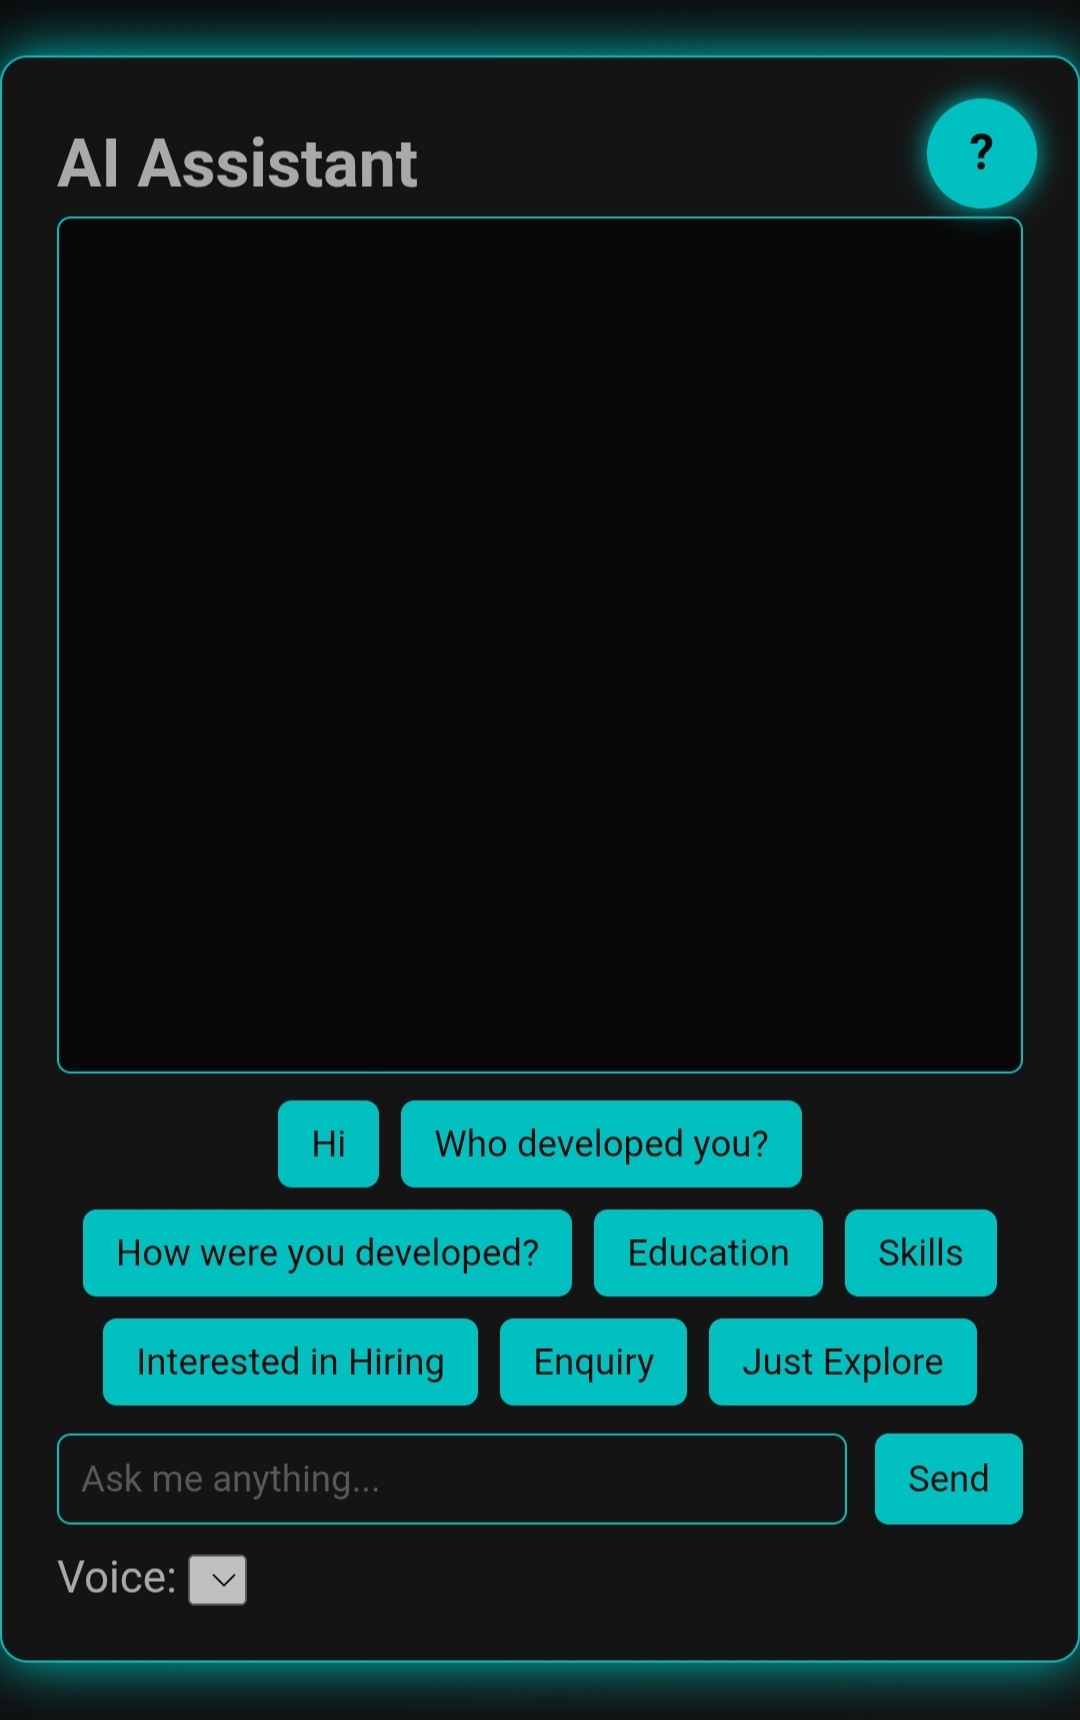 AI Assistant
?
Hi
Who developed you?
How were you developed?
Education
Skills
Interested in Hiring
Enquiry
Just Explore
Ask me anything...
Send
Voice: